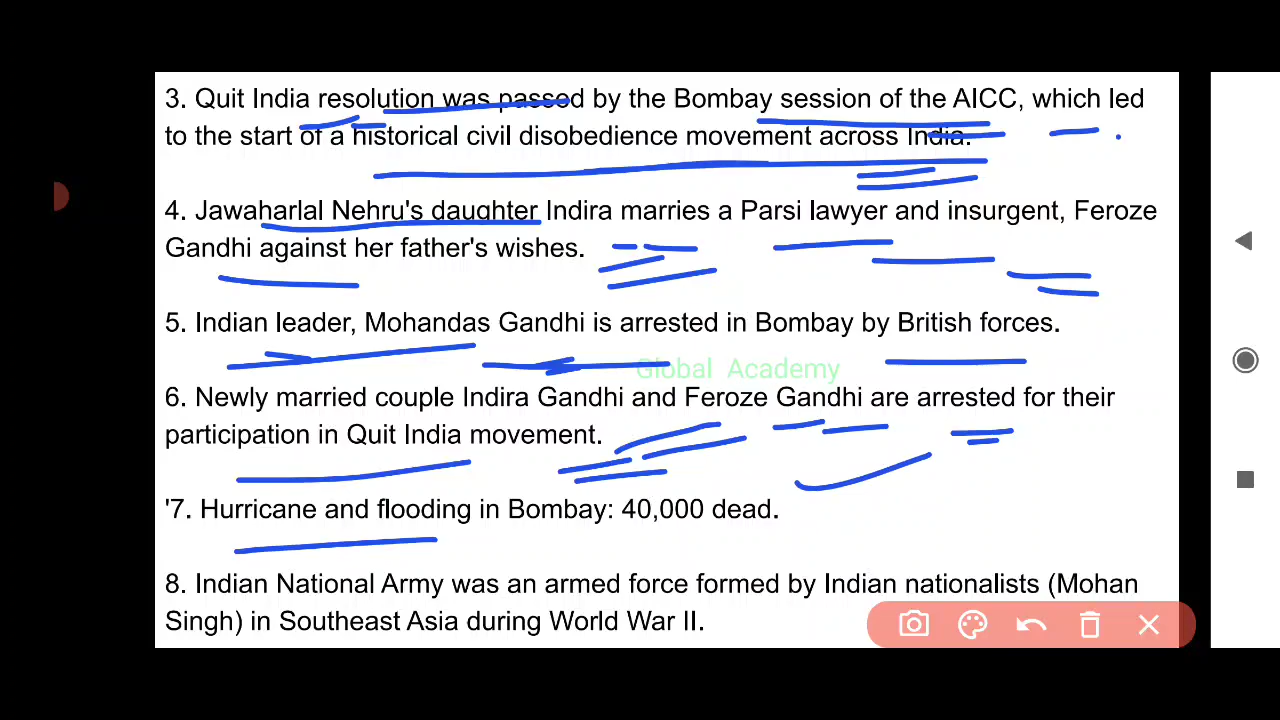 3. Quit India resolution was passed by the Bombay session of the AICC, which led
to the start of a historical civil disobedience movement across India.
4. Jawaharlal Nehru's daughter Indira marries a Parsi lawyer and insurgent, Feroze
Gandhi against her father's wishes.
5. Indian leader, Mohandas Gandhi is arrested in Bombay by British forces.
Global Academy
6. Newly married couple Indira Gandhi and Feroze Gandhi are arrested for their
participation in Quit India movement.
'7. Hurricane and flooding in Bombay: 40,000 dead.
8. Indian National Army was an armed force formed by Indian nationalists (Mohan
Singh) in Southeast Asia during World War II.